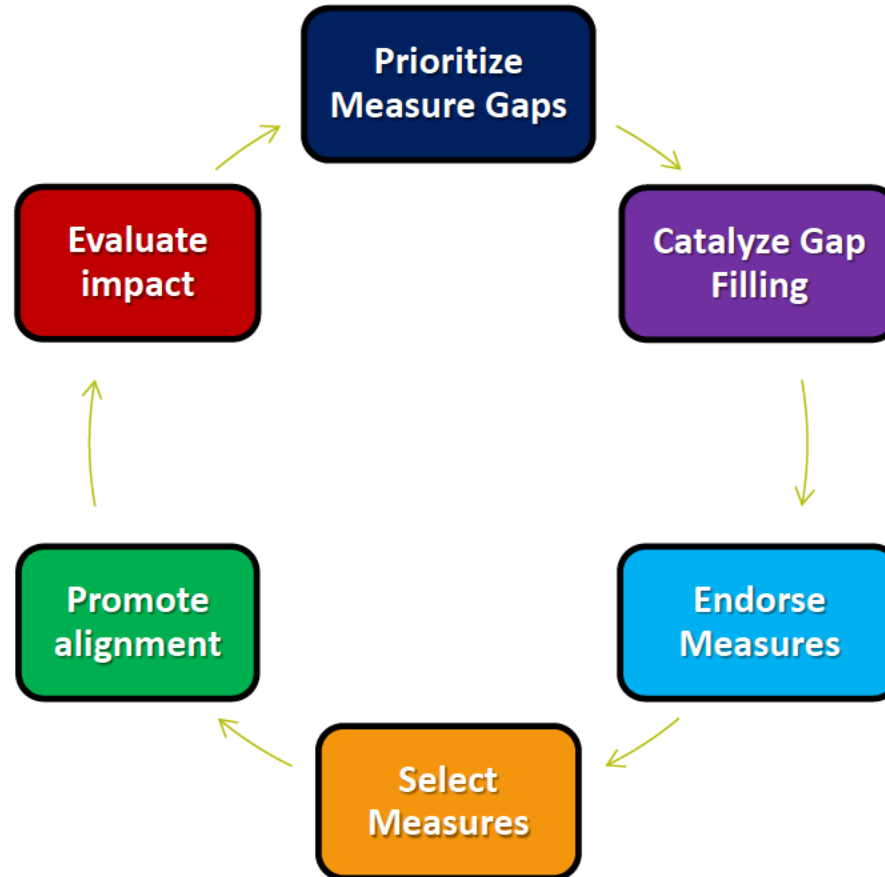 Prioritize
Measure Gaps
Catalyze Gap
Filling
Endorse
Measures
Select
Measures
Promote
alignment
Evaluate
impact